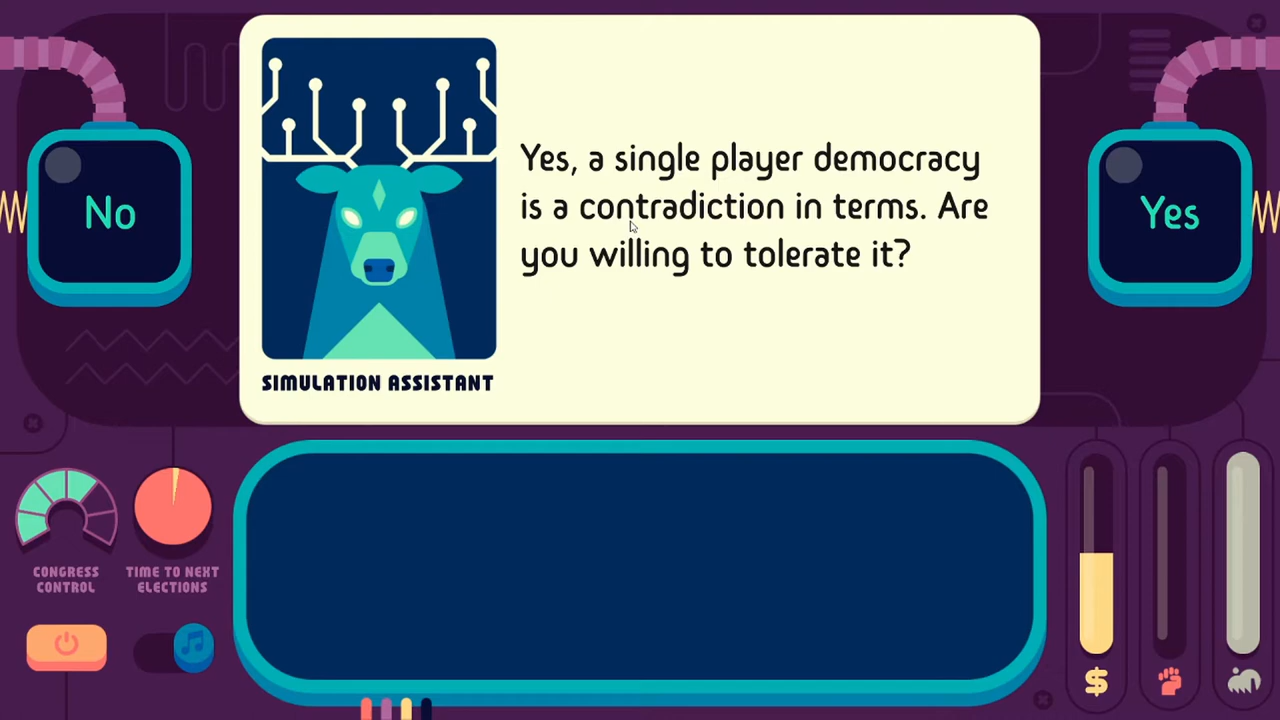 No
Yes, a single player democracy
is a contradiction in terms. Are
you willing to tolerate it?
Yes
SIMULATION ASSISTANT
CONGRESS
CONTROL
TIME TO NEXT
ELECTIONS
$